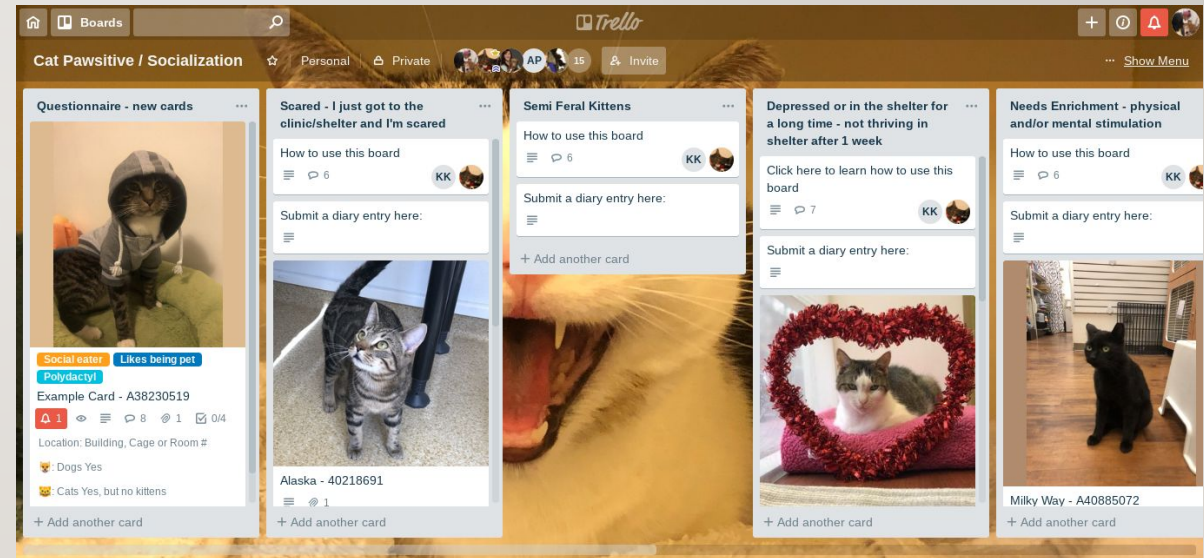 Boards
Trello
Cat Pawsitive / Socialization
Personal
Private
AP
15
Invite
... Show Menu
Questionnaire - new cards
Social eater
Likes being pet
Polydactyl
Example Card - A38230519
1
8
1
0/4
Location: Building, Cage or Room #
: Dogs Yes
: Cats Yes, but no kittens
+ Add another card
Scared - I just got to the
clinic/shelter and I'm scared
How to use this board
6
KK
Submit a diary entry here:
Alaska - 40218691
1
+ Add another card
Semi Feral Kittens
How to use this board
6
KK
Submit a diary entry here:
+ Add another card
Depressed or in the shelter for
a long time - not thriving in
shelter after 1 week
Click here to learn how to use this
board
7
KK
Submit a diary entry here:
+ Add another card
Needs Enrichment - physical
and/or mental stimulation
How to use this board
6
KK
Submit a diary entry here:
Milky Way - A40885072
+ Add another card